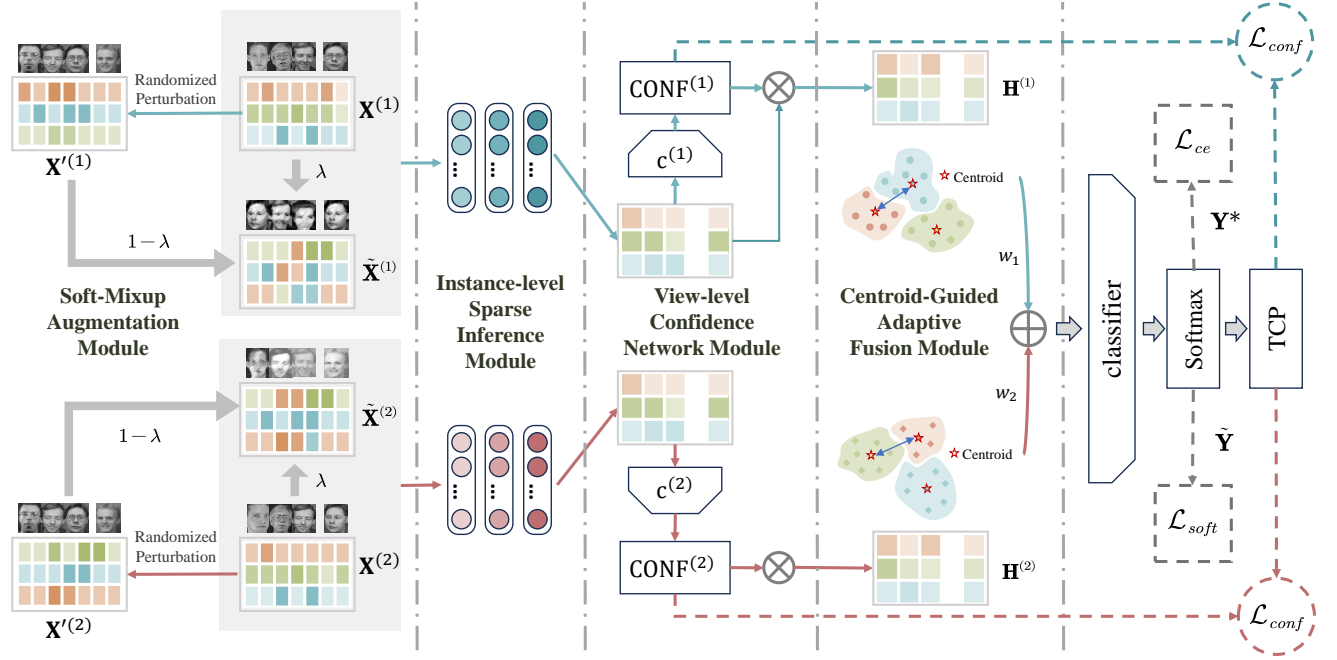 Randomized
Perturbation
X′⁽¹⁾
X⁽¹⁾
λ
1−λ
X̃⁽¹⁾
Soft-Mixup
Augmentation
Module
X̃⁽²⁾
1−λ
λ
Randomized
Perturbation
X′⁽²⁾
X⁽²⁾
Instance-level
Sparse
Inference
Module
CONF⁽¹⁾
c⁽¹⁾
View-level
Confidence
Network Module
c⁽²⁾
CONF⁽²⁾
H⁽¹⁾
Centroid
w₁
Centroid-Guided
Adaptive
Fusion Module
w₂
Centroid
H⁽²⁾
classifier
Softmax
TCP
ℒconf
ℒce
Y*
Ỹ
ℒsoft
ℒconf